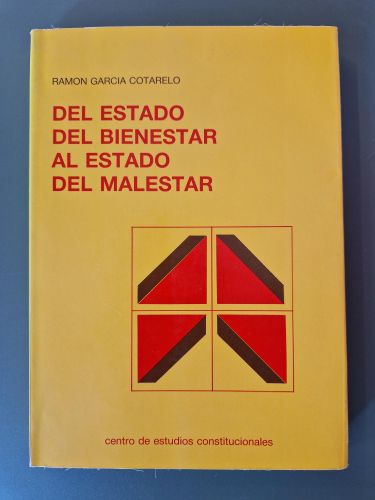 RAMON GARCIA COTARELO
DEL ESTADO
DEL BIENESTAR
AL ESTADO
DEL MALESTAR
centro de estudios constitucionales